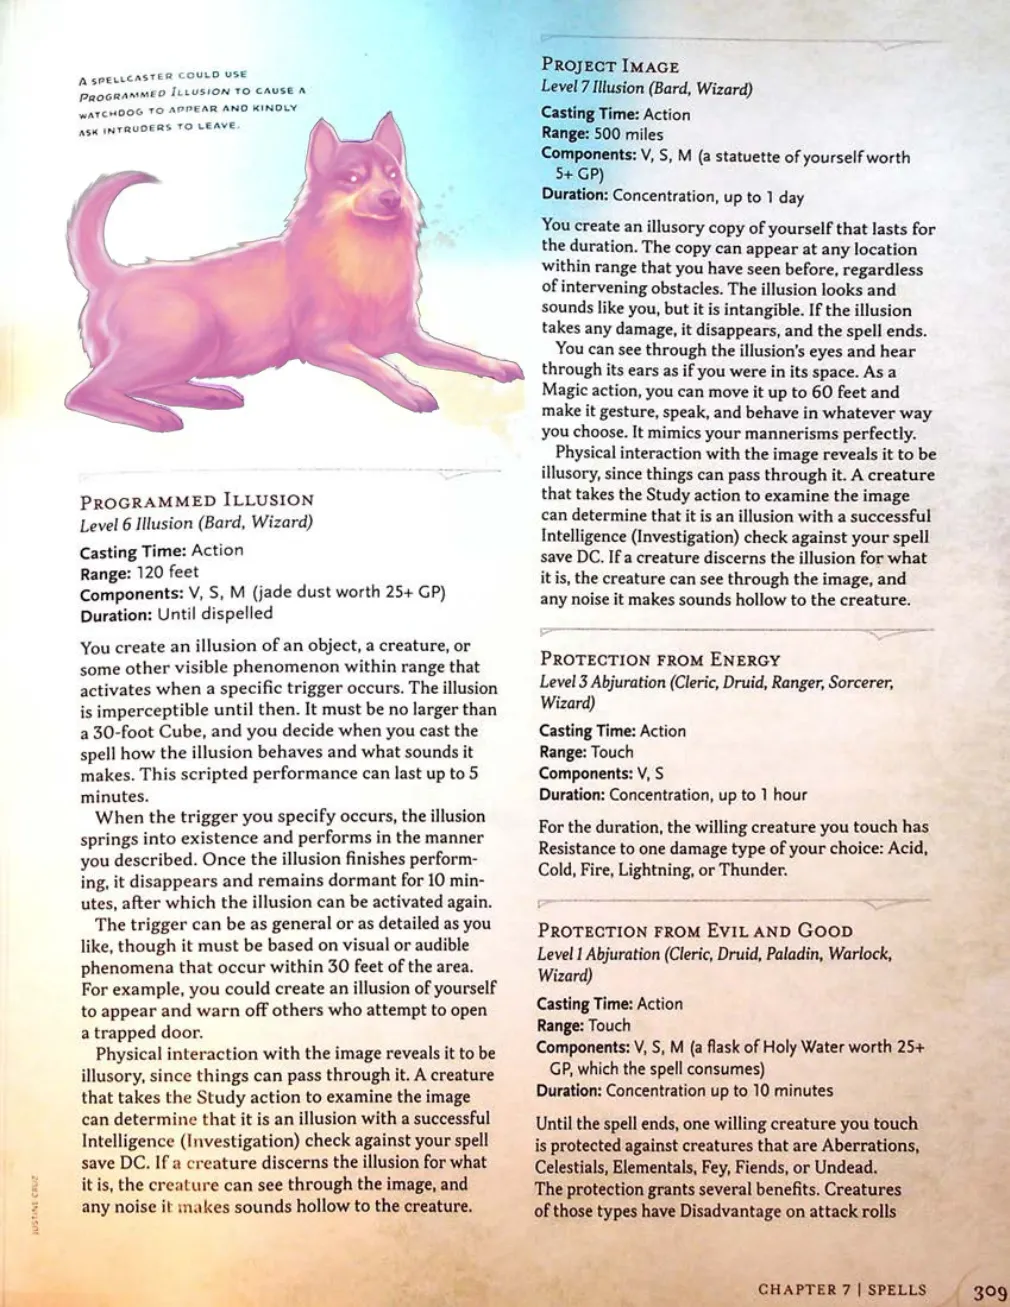 A SPELLCASTER COULD USE
PROGRAMMED ILLUSION TO CAUSE A
WATCHDOG TO APPEAR AND KINDLY
ASK INTRUDERS TO LEAVE.
PROGRAMMED ILLUSION
Level 6 Illusion (Bard, Wizard)
Casting Time: Action
Range: 120 feet
Components: V, S, M (jade dust worth 25+ GP)
Duration: Until dispelled
You create an illusion of an object, a creature, or
some other visible phenomenon within range that
activates when a specific trigger occurs. The illusion
is imperceptible until then. It must be no larger than
a 30-foot Cube, and you decide when you cast the
spell how the illusion behaves and what sounds it
makes. This scripted performance can last up to 5
minutes.
When the trigger you specify occurs, the illusion
springs into existence and performs in the manner
you described. Once the illusion finishes perform-
ing, it disappears and remains dormant for 10 min-
utes, after which the illusion can be activated again.
The trigger can be as general or as detailed as you
like, though it must be based on visual or audible
phenomena that occur within 30 feet of the area.
For example, you could create an illusion of yourself
to appear and warn off others who attempt to open
a trapped door.
Physical interaction with the image reveals it to be
illusory, since things can pass through it. A creature
that takes the Study action to examine the image
can determine that it is an illusion with a successful
Intelligence (Investigation) check against your spell
save DC. If a creature discerns the illusion for what
it is, the creature can see through the image, and
any noise it makes sounds hollow to the creature.
JUSTINE CRUZ
PROJECT IMAGE
Level 7 Illusion (Bard, Wizard)
Casting Time: Action
Range: 500 miles
Components: V, S, M (a statuette of yourself worth
5+ GP)
Duration: Concentration, up to 1 day
You create an illusory copy of yourself that lasts for
the duration. The copy can appear at any location
within range that you have seen before, regardless
of intervening obstacles. The illusion looks and
sounds like you, but it is intangible. If the illusion
takes any damage, it disappears, and the spell ends.
You can see through the illusion's eyes and hear
through its ears as if you were in its space. As a
Magic action, you can move it up to 60 feet and
make it gesture, speak, and behave in whatever way
you choose. It mimics your mannerisms perfectly.
Physical interaction with the image reveals it to be
illusory, since things can pass through it. A creature
that takes the Study action to examine the image
can determine that it is an illusion with a successful
Intelligence (Investigation) check against your spell
save DC. If a creature discerns the illusion for what
it is, the creature can see through the image, and
any noise it makes sounds hollow to the creature.
PROTECTION FROM ENERGY
Level 3 Abjuration (Cleric, Druid, Ranger, Sorcerer,
Wizard)
Casting Time: Action
Range: Touch
Components: V, S
Duration: Concentration, up to 1 hour
For the duration, the willing creature you touch has
Resistance to one damage type of your choice: Acid,
Cold, Fire, Lightning, or Thunder.
PROTECTION FROM EVIL AND GOOD
Level 1 Abjuration (Cleric, Druid, Paladin, Warlock,
Wizard)
Casting Time: Action
Range: Touch
Components: V, S, M (a flask of Holy Water worth 25+
GP, which the spell consumes)
Duration: Concentration up to 10 minutes
Until the spell ends, one willing creature you touch
is protected against creatures that are Aberrations,
Celestials, Elementals, Fey, Fiends, or Undead.
The protection grants several benefits. Creatures
of those types have Disadvantage on attack rolls
CHAPTER 7 | SPELLS 309